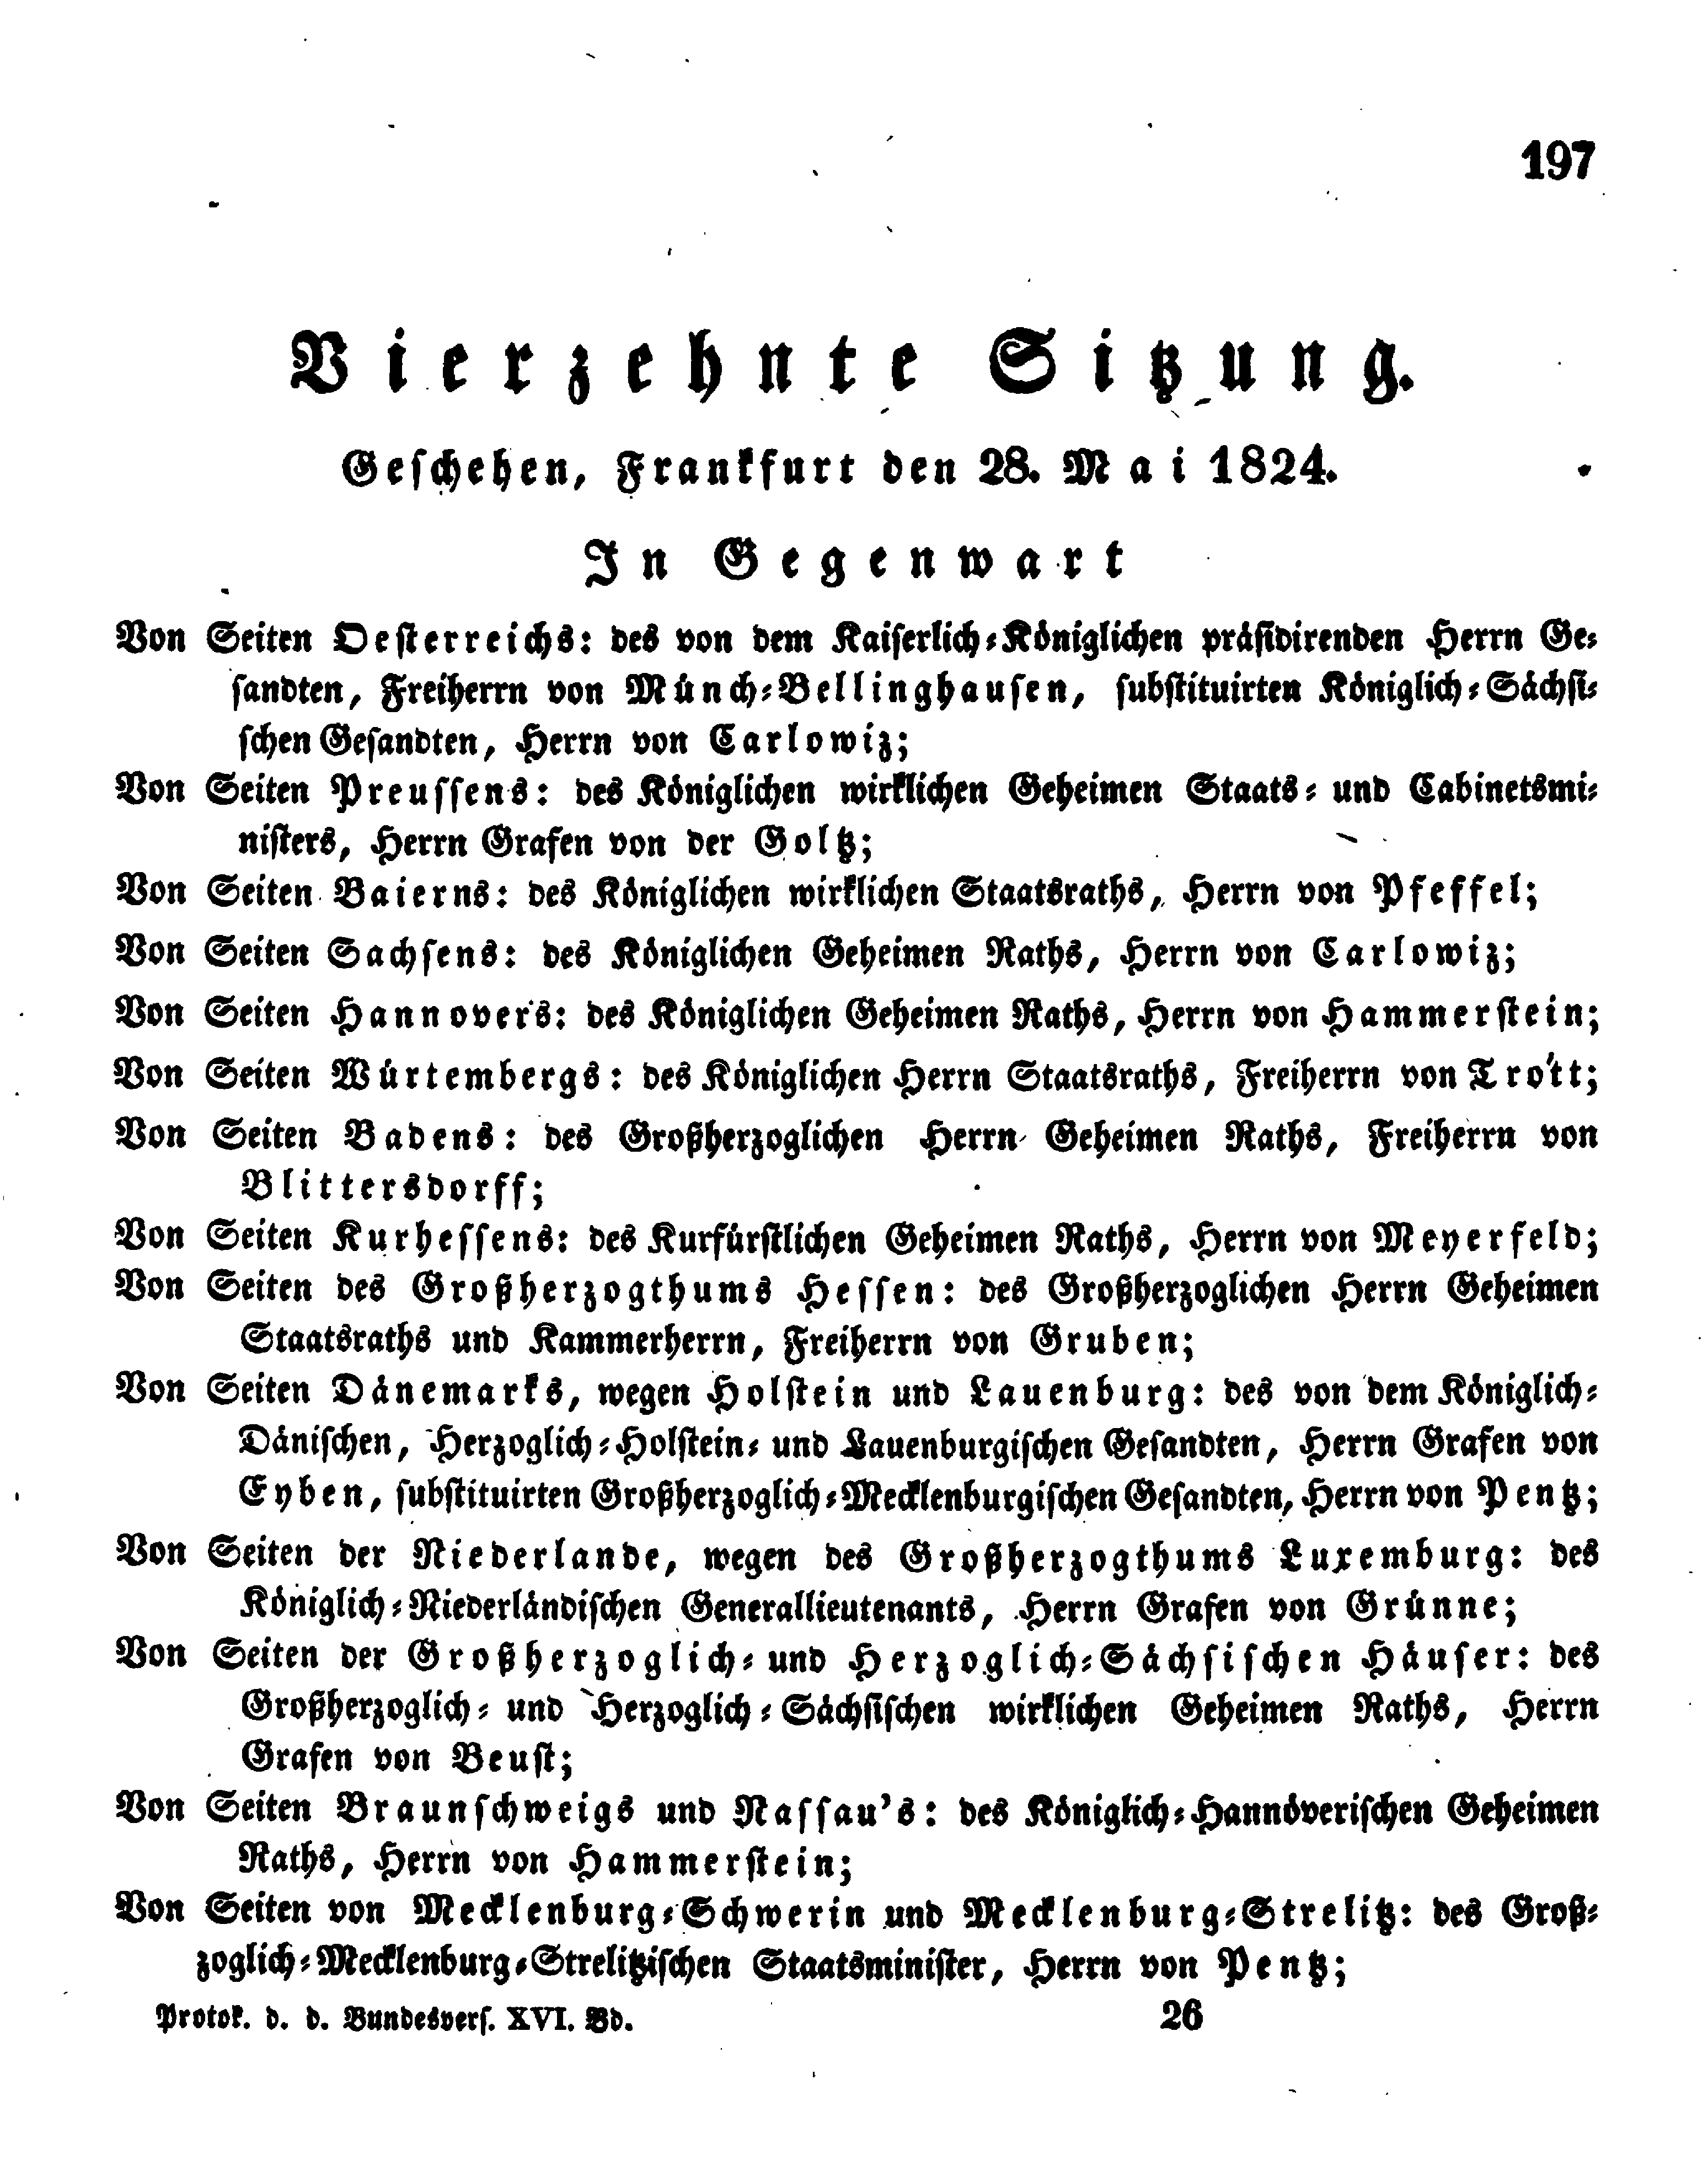 197
Vierzehnte Sitzung.
Geschehen, Frankfurt den 28. Mai 1824.
In Gegenwart
Von Seiten Oesterreichs: des von dem Kaiserlich-Königlichen präsidirenden Herrn Ge-
sandten, Freiherrn von Münch-Bellinghausen, substituirten Königlich-Sächsi-
schen Gesandten, Herrn von Carlowiz;
Von Seiten Preussens: des Königlichen wirklichen Geheimen Staats- und Cabinetsmi-
nisters, Herrn Grafen von der Goltz;
Von Seiten Baierns: des Königlichen wirklichen Staatsraths, Herrn von Pfeffel;
Von Seiten Sachsens: des Königlichen Geheimen Raths, Herrn von Carlowiz;
Von Seiten Hannovers: des Königlichen Geheimen Raths, Herrn von Hammerstein;
Von Seiten Würtembergs: des Königlichen Herrn Staatsraths, Freiherrn von Trott;
Von Seiten Badens: des Großherzoglichen Herrn Geheimen Raths, Freiherrn von
Blittersdorff;
Von Seiten Kurhessens: des Kurfürstlichen Geheimen Raths, Herrn von Meyerfeld;
Von Seiten des Großherzogthums Hessen: des Großherzoglichen Herrn Geheimen
Staatsraths und Kammerherrn, Freiherrn von Gruben;
Von Seiten Dänemarks, wegen Holstein und Lauenburg: des von dem Königlich-
Dänischen, Herzoglich-Holstein- und Lauenburgischen Gesandten, Herrn Grafen von
Eyben, substituirten Großherzoglich-Mecklenburgischen Gesandten, Herrn von Pentz;
Von Seiten der Niederlande, wegen des Großherzogthums Luxemburg: des
Königlich-Niederländischen Generallieutenants, Herrn Grafen von Grünne;
Von Seiten der Großherzoglich- und Herzoglich-Sächsischen Häuser: des
Großherzoglich- und Herzoglich-Sächsischen wirklichen Geheimen Raths, Herrn
Grafen von Beust;
Von Seiten Braunschweigs und Nassau's: des Königlich-Hannöverischen Geheimen
Raths, Herrn von Hammerstein;
Von Seiten von Mecklenburg-Schwerin und Mecklenburg-Strelitz: des Groß-
zoglich-Mecklenburg-Strelitzischen Staatsminister, Herrn von Pentz;
Protok. d. d. Bundesvers. XVI. Bd. 26